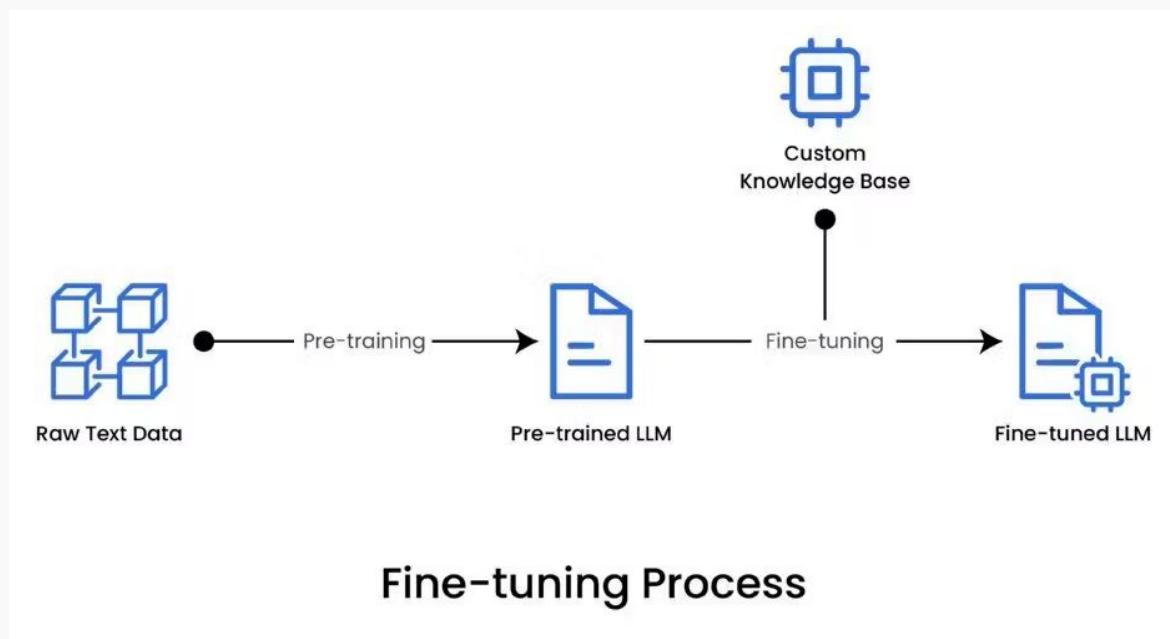 Custom
Knowledge Base
Pre-training
Fine-tuning
Raw Text Data
Pre-trained LLM
Fine-tuned LLM
Fine-tuning Process